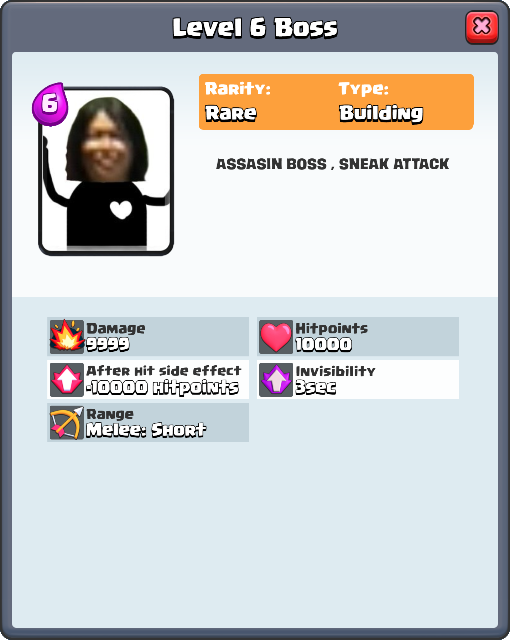 Level 6 Boss
6
Rarity: Type:
Rare Building
ASSASIN BOSS , SNEAK ATTACK
Damage
9999
Hitpoints
10000
After hit side effect
-10000 Hitpoints
Invisibility
3sec
Range
Melee: Short